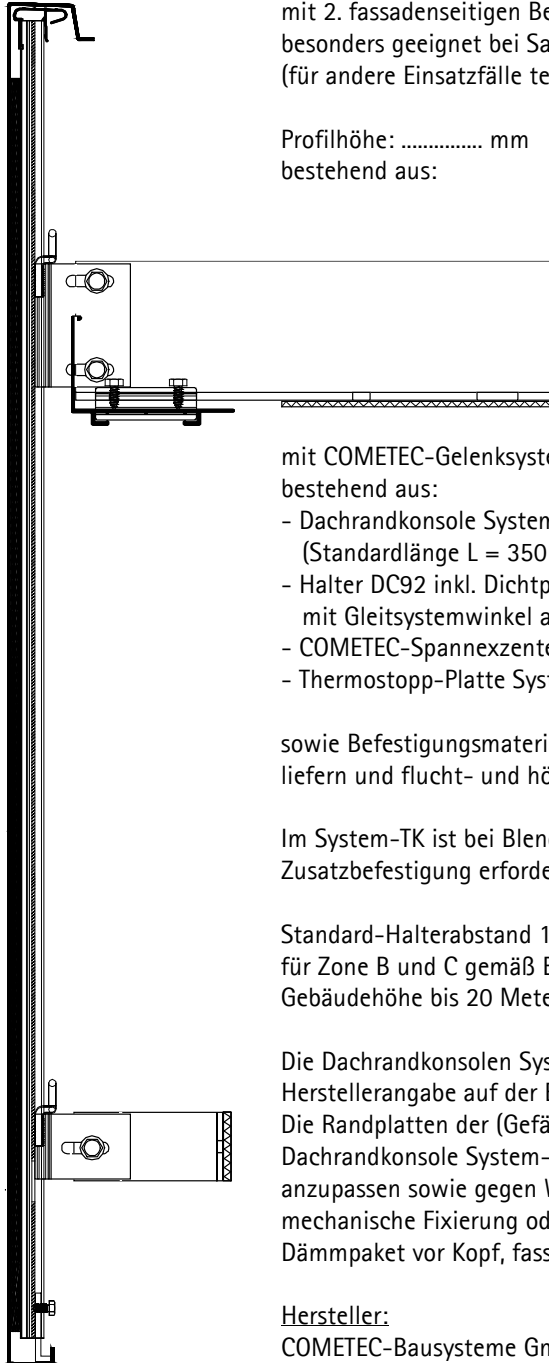 mit 2. fassadenseitigen Be
besonders geeignet bei Sa
(für andere Einsatzfälle te
Profilhöhe: ............... mm
bestehend aus:
mit COMETEC-Gelenksyste
bestehend aus:
- Dachrandkonsole System
(Standardlänge L = 350
- Halter DC92 inkl. Dichtp
mit Gleitsystemwinkel a
- COMETEC-Spannexzente
- Thermostopp-Platte Syst
sowie Befestigungsmateri
liefern und flucht- und hö
Im System-TK ist bei Blend
Zusatzbefestigung erforde
Standard-Halterabstand 1
für Zone B und C gemäß E
Gebäudehöhe bis 20 Mete
Die Dachrandkonsolen Sys
Herstellerangabe auf der B
Die Randplatten der (Gefä
Dachrandkonsole System-
anzupassen sowie gegen W
mechanische Fixierung od
Dämmpaket vor Kopf, fass
Hersteller:
COMETEC-Bausysteme Gm